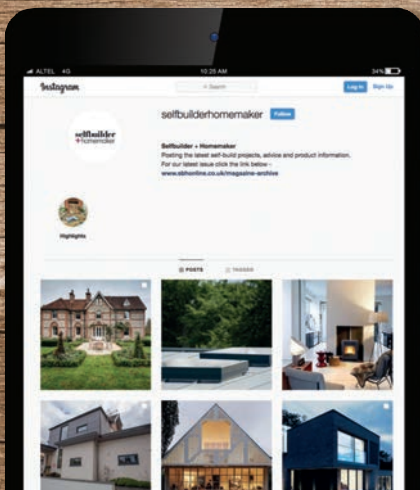 ALTEL 4G 10:25 AM 34%
Instagram Search Log In Sign Up
selfbuilderhomemaker Follow
selfbuilder
+homemaker
Selfbuilder + Homemaker
Posting the latest self-build projects, advice and product information.
For our latest issue click the link below -
www.sbhonline.co.uk/magazine-archive
Highlights
POSTS TAGGED